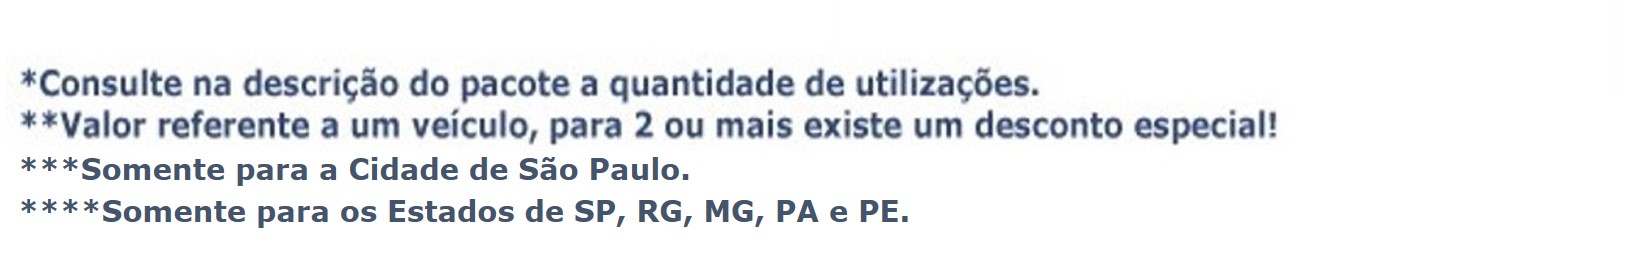 *Consulte na descrição do pacote a quantidade de utilizações.
**Valor referente a um veículo, para 2 ou mais existe um desconto especial!
***Somente para a Cidade de São Paulo.
****Somente para os Estados de SP, RG, MG, PA e PE.